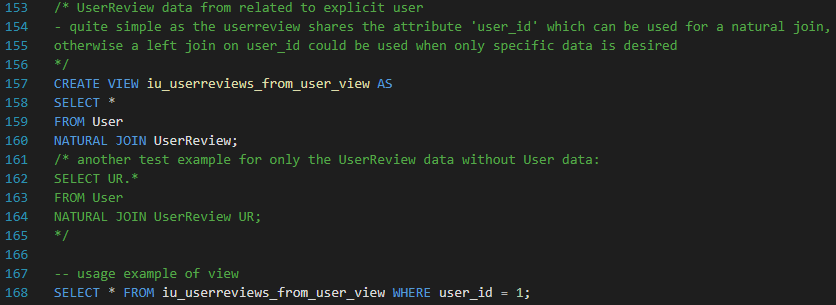 153 /* UserReview data from related to explicit user
154 - quite simple as the userreview shares the attribute 'user_id' which can be used for a natural join,
155 otherwise a left join on user_id could be used when only specific data is desired
156 */
157 CREATE VIEW iu_userreviews_from_user_view AS
158 SELECT *
159 FROM User
160 NATURAL JOIN UserReview;
161 /* another test example for only the UserReview data without User data:
162 SELECT UR.*
163 FROM User
164 NATURAL JOIN UserReview UR;
165 */
166
167 -- usage example of view
168 SELECT * FROM iu_userreviews_from_user_view WHERE user_id = 1;